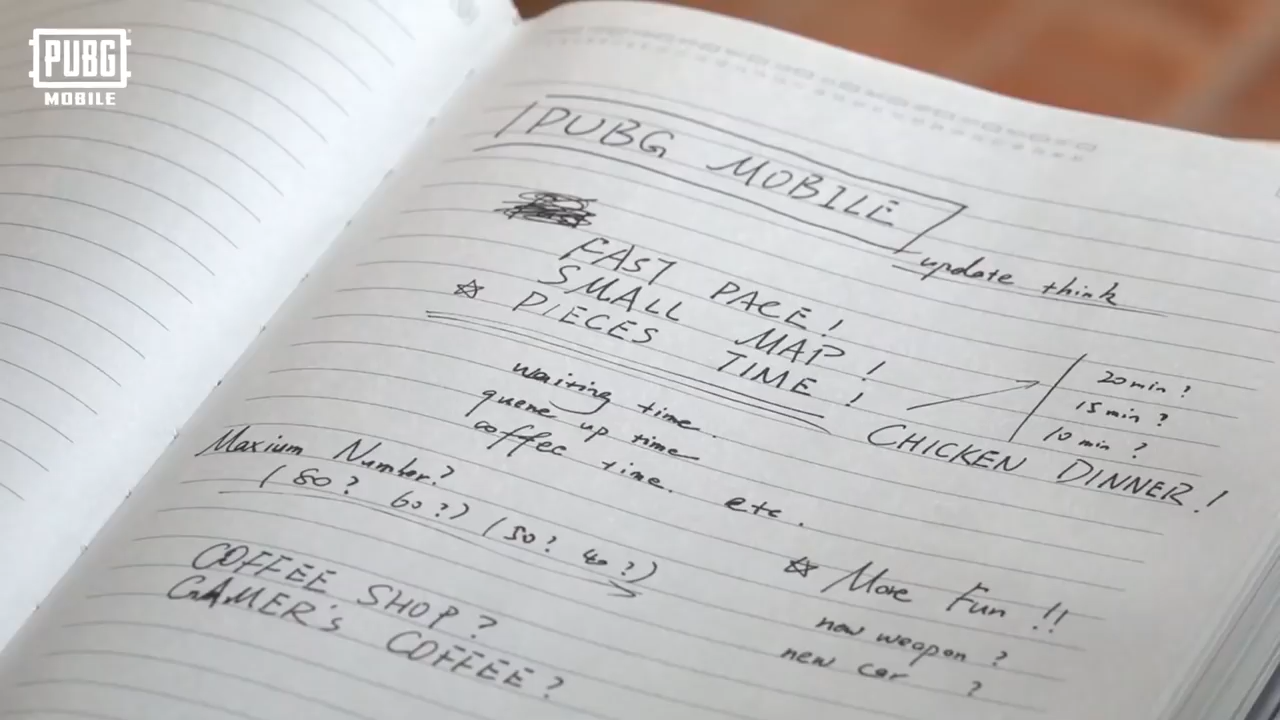 PUBG
MOBILE
PUBG MOBILE
update think
FAST PACE!
SMALL MAP!
☆ PIECES TIME!
20min?
15min?
10min?
CHICKEN DINNER!
waiting time.
queue up time
coffee time. etc.
Maxium Number?
(80? 60?) (50? 40?)
COFFEE SHOP?
GAMER's COFFEE?
☆ More Fun!!
new weapon?
new car ?